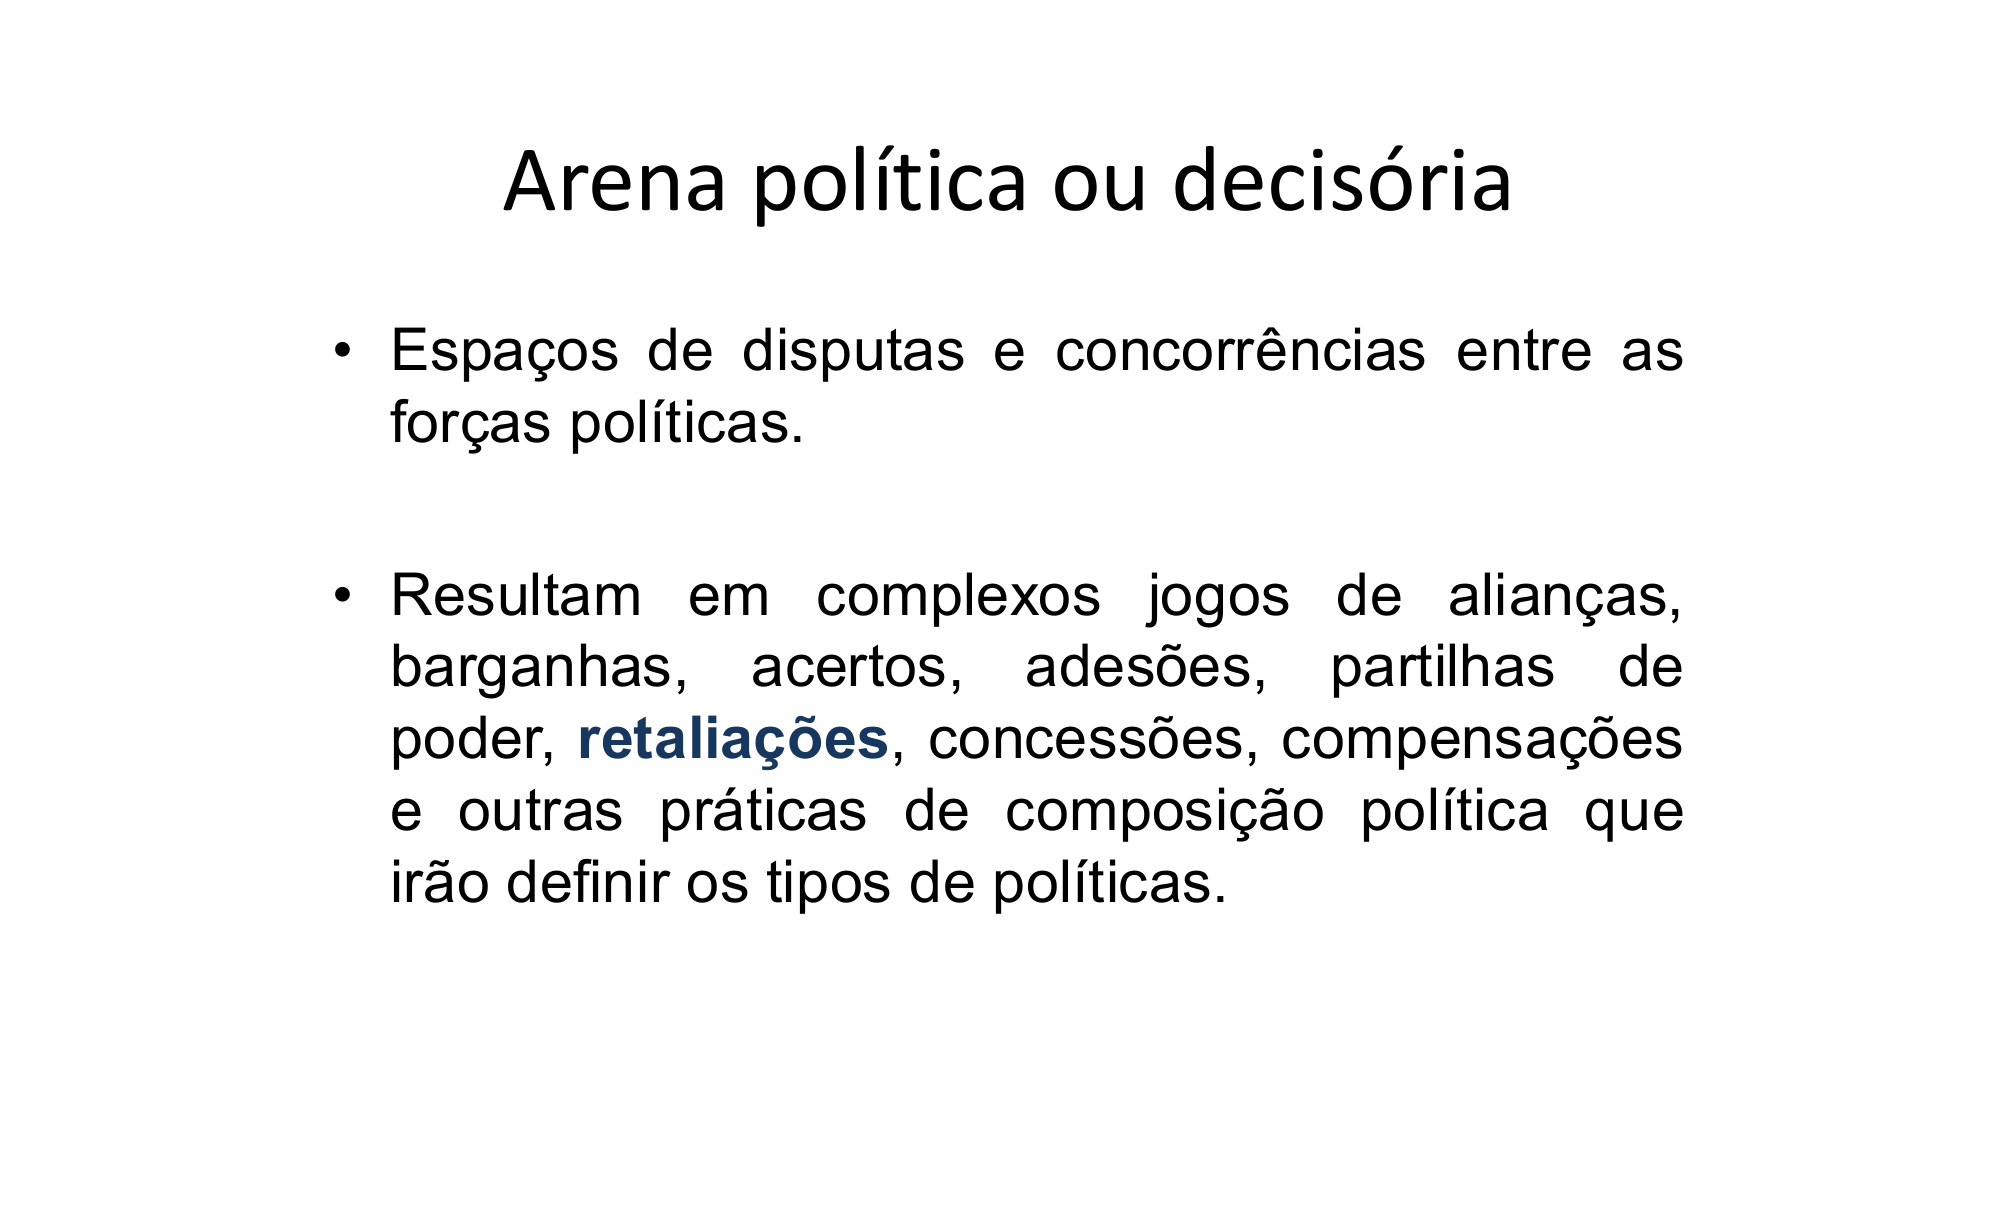 Arena política ou decisória
• Espaços de disputas e concorrências entre as
forças políticas.
• Resultam em complexos jogos de alianças,
barganhas, acertos, adesões, partilhas de
poder, retaliações, concessões, compensações
e outras práticas de composição política que
irão definir os tipos de políticas.